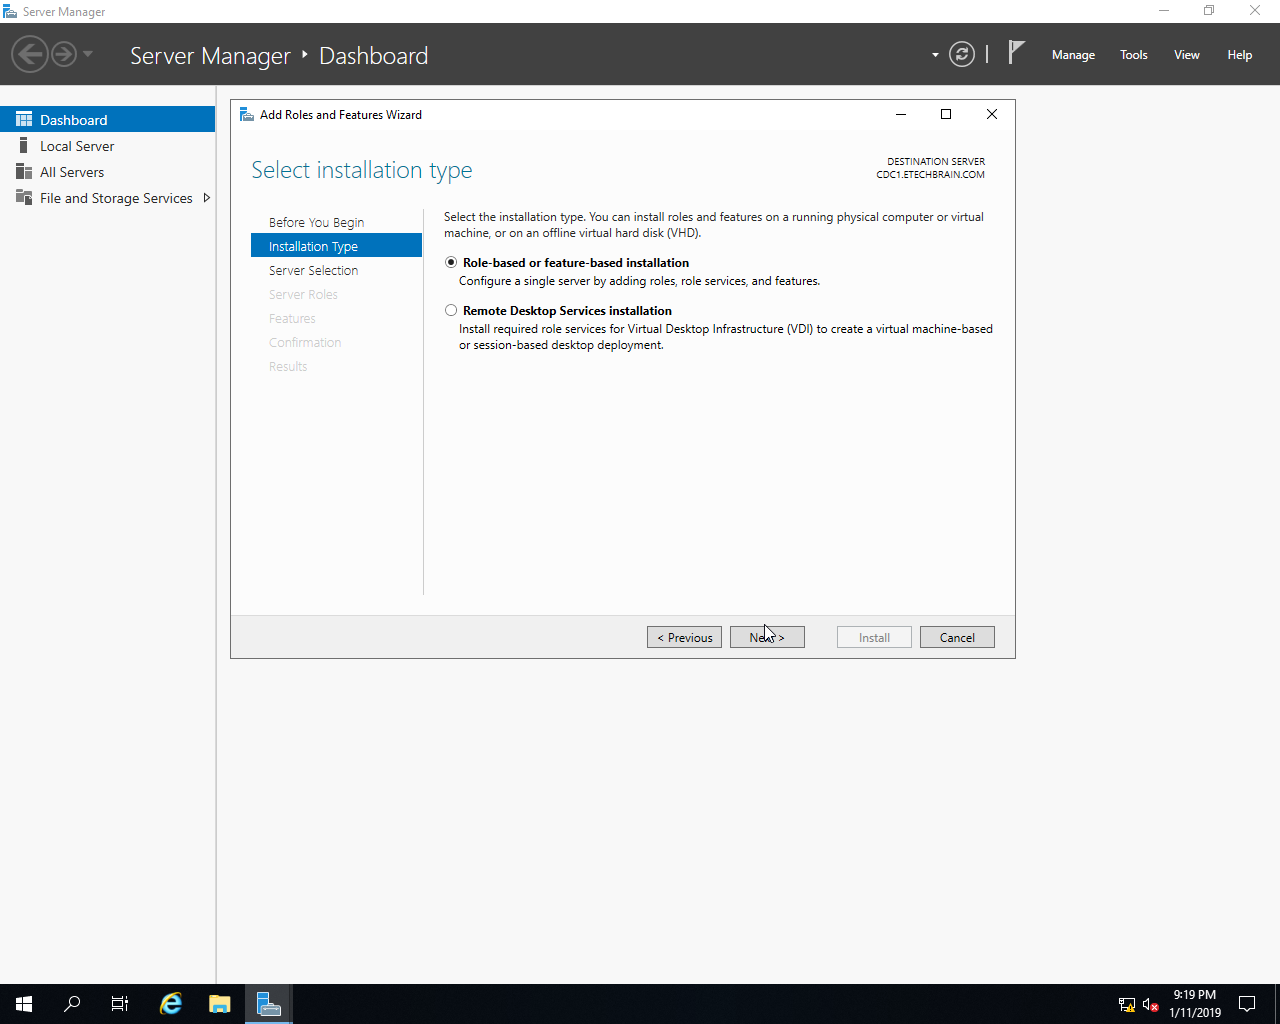 Server Manager
Server Manager ‣ Dashboard
Manage
Tools
View
Help
Dashboard
Local Server
All Servers
File and Storage Services
Add Roles and Features Wizard
Select installation type
DESTINATION SERVER
CDC1.ETECHBRAIN.COM
Before You Begin
Installation Type
Server Selection
Server Roles
Features
Confirmation
Results
Select the installation type. You can install roles and features on a running physical computer or virtual
machine, or on an offline virtual hard disk (VHD).
Role-based or feature-based installation
Configure a single server by adding roles, role services, and features.
Remote Desktop Services installation
Install required role services for Virtual Desktop Infrastructure (VDI) to create a virtual machine-based
or session-based desktop deployment.
< Previous
Next >
Install
Cancel
9:19 PM
1/11/2019